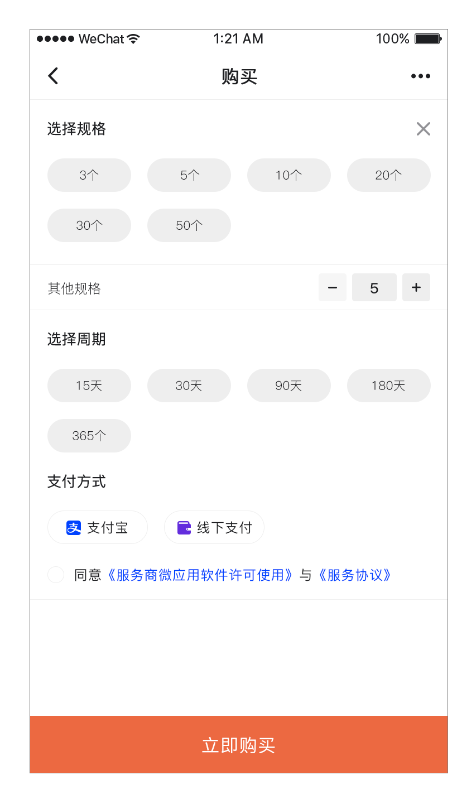 ●●●●● WeChat 1:21 AM 100%
购买 •••
选择规格
3个 5个 10个 20个
30个 50个
其他规格 − 5 +
选择周期
15天 30天 90天 180天
365个
支付方式
支 支付宝 线下支付
同意《服务商微应用软件许可使用》与《服务协议》
立即购买